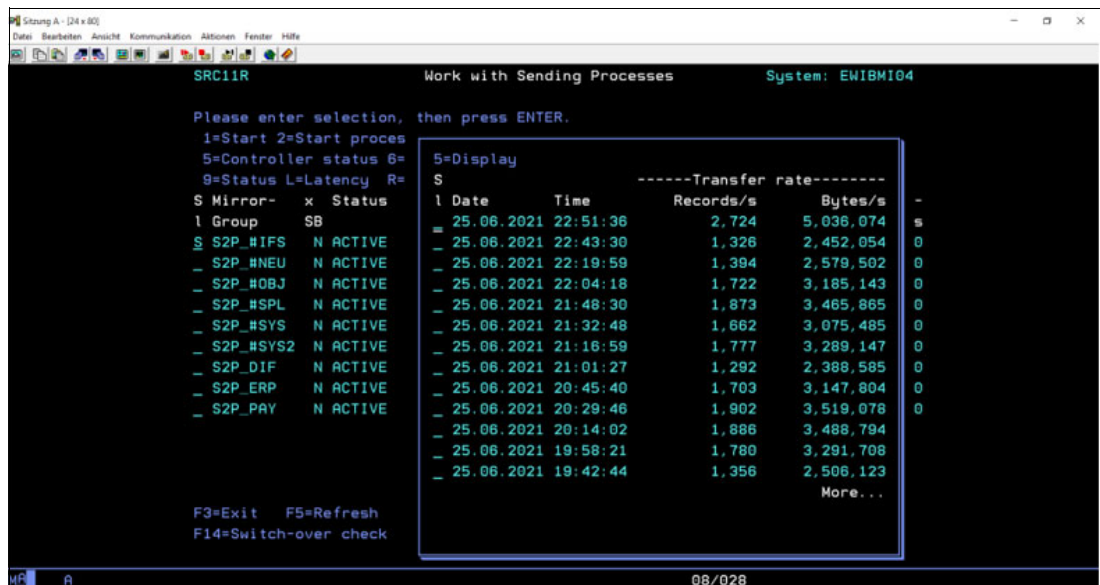 Sitzung A - [24 x 80]
Datei Bearbeiten Ansicht Kommunikation Aktionen Fenster Hilfe
SRC11R Work with Sending Processes System: EWIBMI04
Please enter selection, then press ENTER.
1=Start 2=Start proces
5=Controller status 6= 5=Display
9=Status L=Latency R= S ------Transfer rate--------
S Mirror- x Status l Date Time Records/s Bytes/s -
l Group SB _ 25.06.2021 22:51:36 2,724 5,036,074 s
S S2P_#IFS N ACTIVE _ 25.06.2021 22:43:30 1,326 2,452,054 0
_ S2P_#NEU N ACTIVE _ 25.06.2021 22:19:59 1,394 2,579,502 0
_ S2P_#OBJ N ACTIVE _ 25.06.2021 22:04:18 1,722 3,185,143 0
_ S2P_#SPL N ACTIVE _ 25.06.2021 21:48:30 1,873 3,465,865 0
_ S2P_#SYS N ACTIVE _ 25.06.2021 21:32:48 1,662 3,075,485 0
_ S2P_#SYS2 N ACTIVE _ 25.06.2021 21:16:59 1,777 3,289,147 0
_ S2P_DIF N ACTIVE _ 25.06.2021 21:01:27 1,292 2,388,585 0
_ S2P_ERP N ACTIVE _ 25.06.2021 20:45:40 1,703 3,147,804 0
_ S2P_PAY N ACTIVE _ 25.06.2021 20:29:46 1,902 3,519,078 0
_ 25.06.2021 20:14:02 1,886 3,488,794
_ 25.06.2021 19:58:21 1,780 3,291,708
_ 25.06.2021 19:42:44 1,356 2,506,123
More...
F3=Exit F5=Refresh
F14=Switch-over check
MA A 08/028